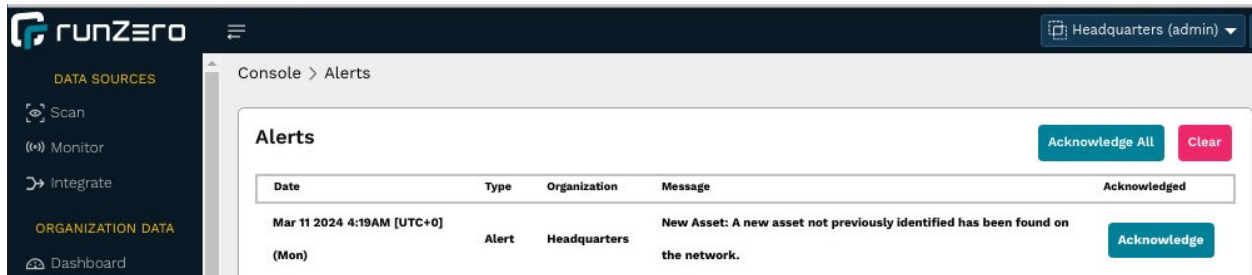 runZero
Headquarters (admin)
DATA SOURCES
Scan
Monitor
Integrate
ORGANIZATION DATA
Dashboard
Console > Alerts
Alerts
Acknowledge All Clear
Date Type Organization Message Acknowledged
Mar 11 2024 4:19AM [UTC+0] New Asset: A new asset not previously identified has been found on
Alert Headquarters Acknowledge
(Mon) the network.